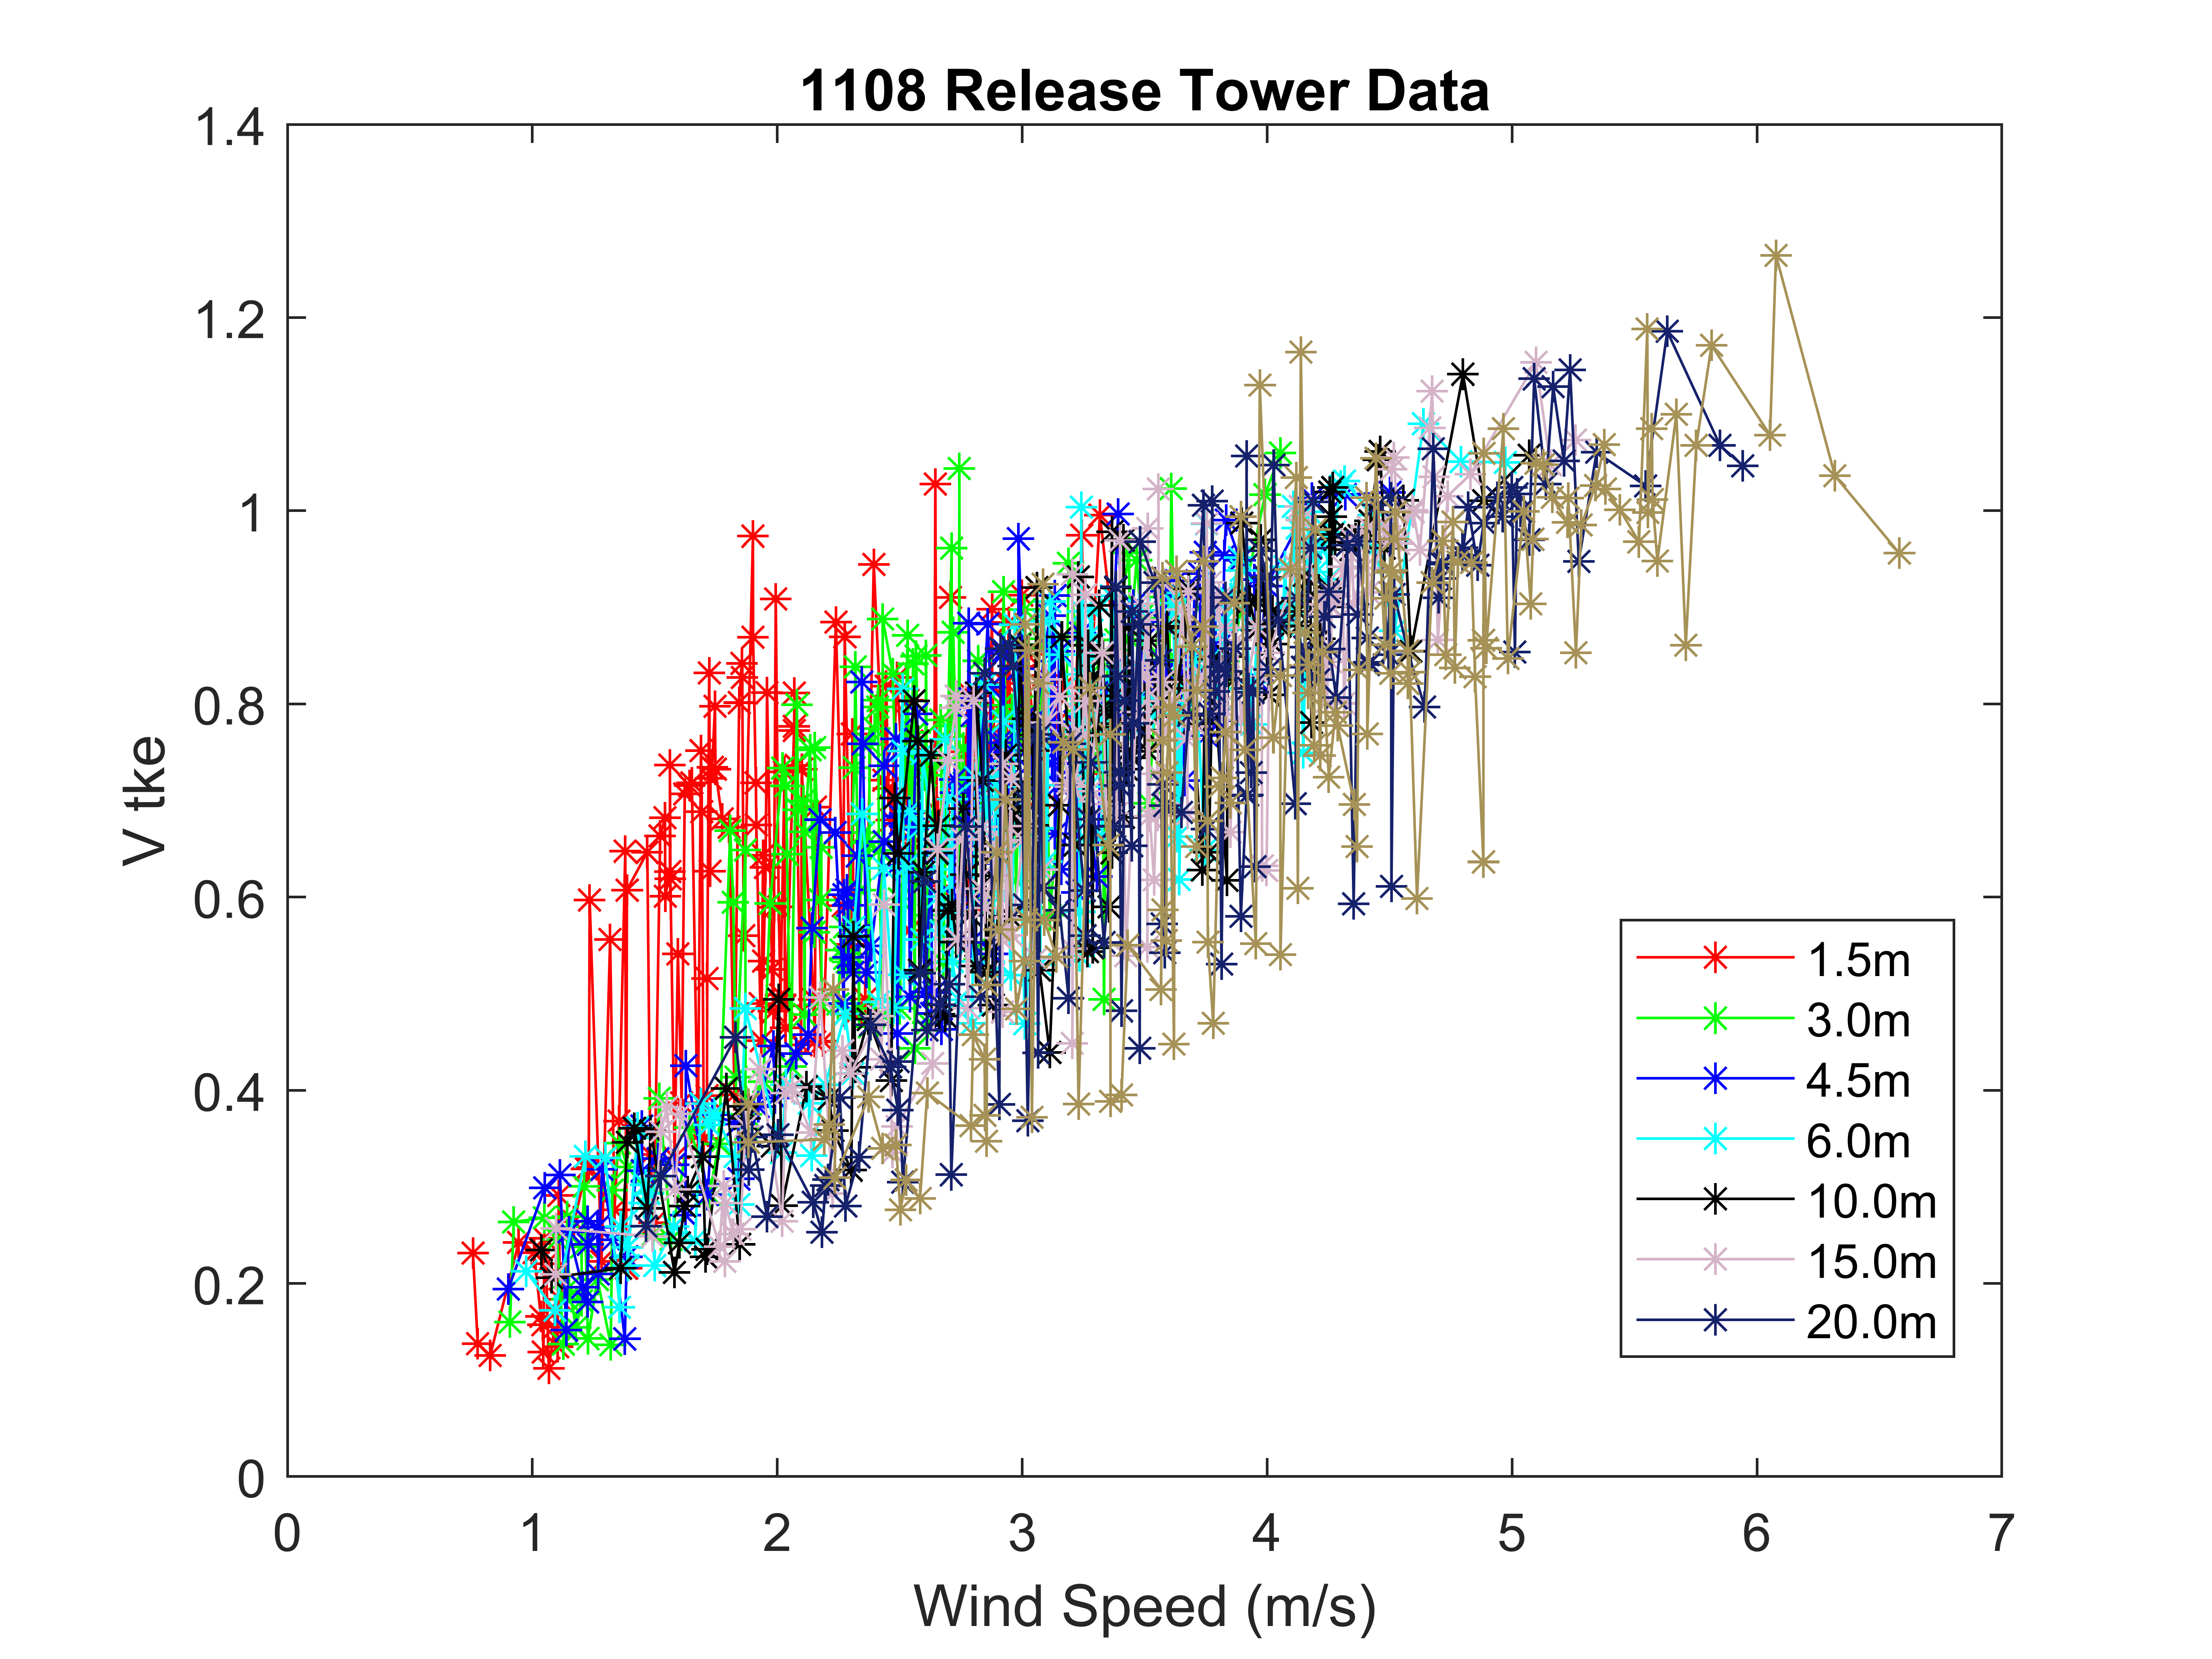 1108 Release Tower Data
1.4
1.2
1
0.8
0.6
0.4
0.2
0
V tke
1.5m
3.0m
4.5m
6.0m
10.0m
15.0m
20.0m
0 1 2 3 4 5 6 7
Wind Speed (m/s)